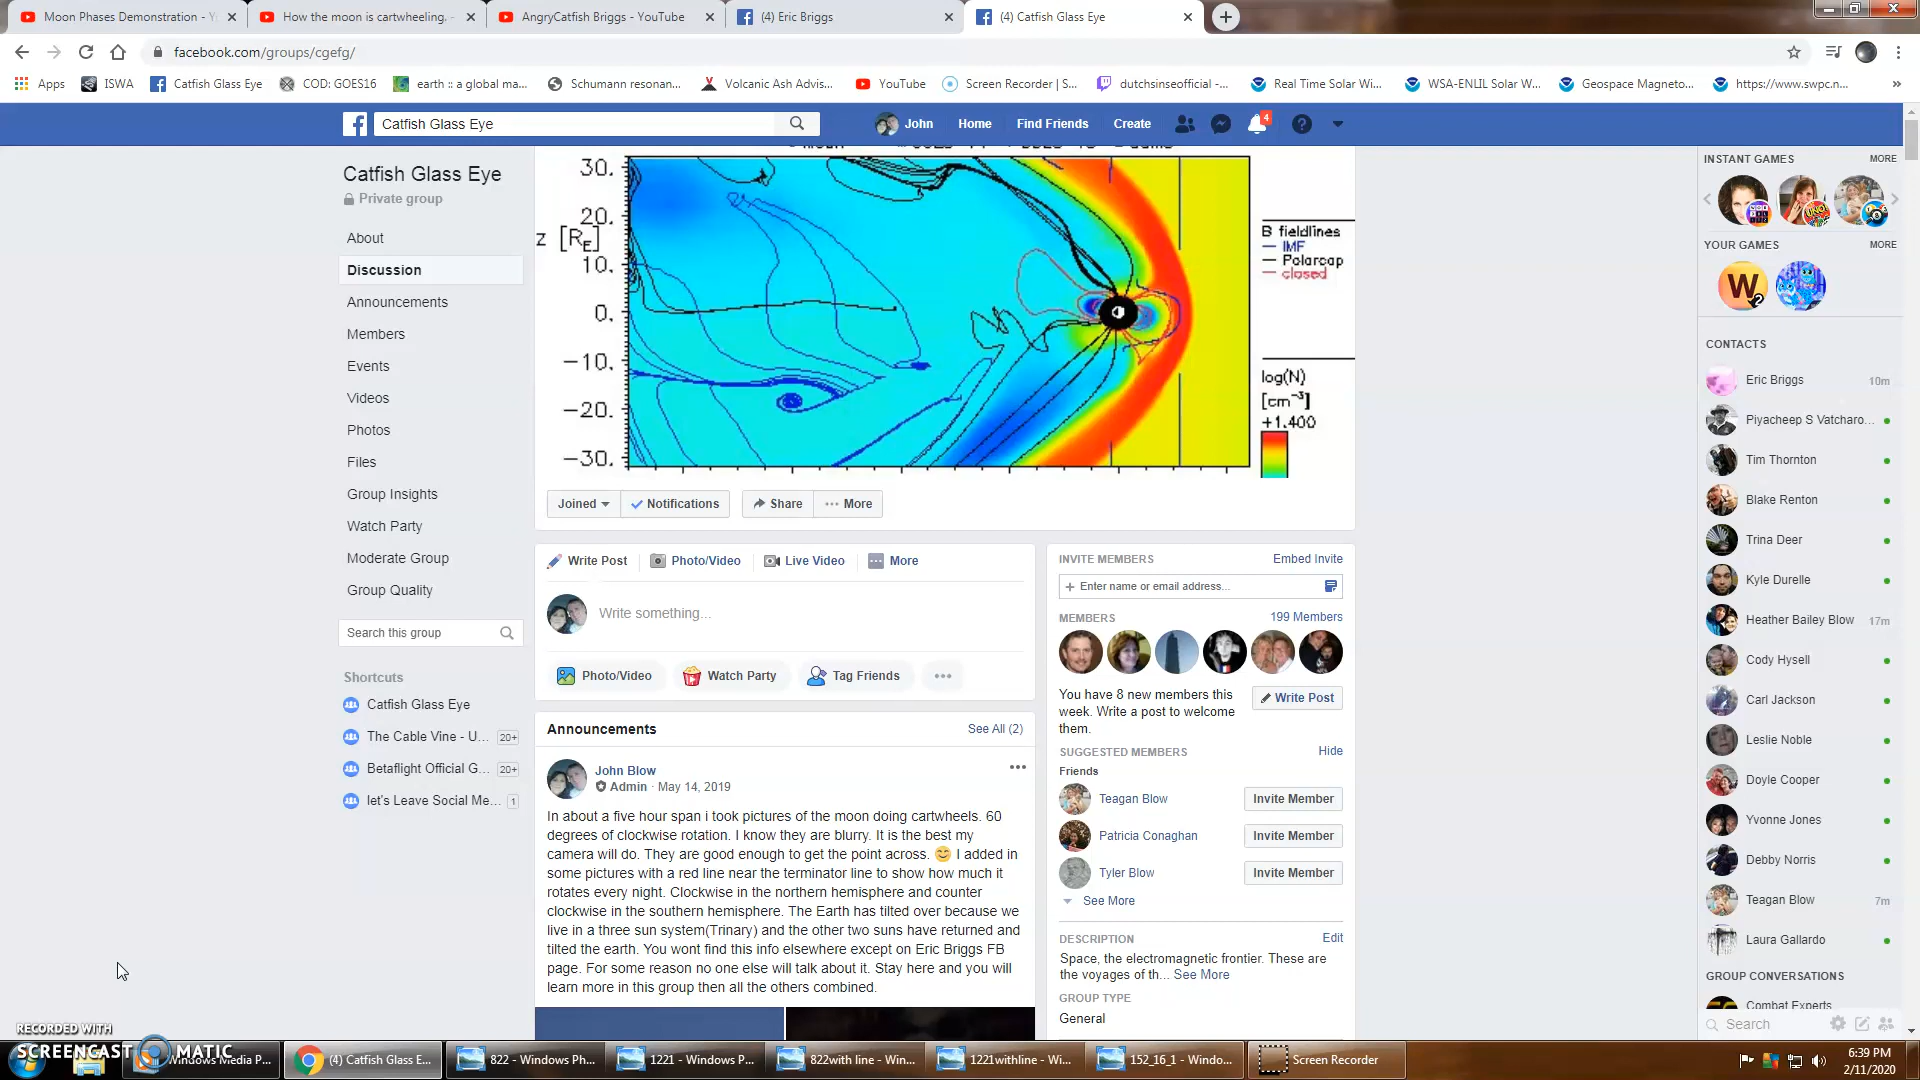 Moon Phases Demonstration - Y
How the moon is cartwheeling. -
AngryCatfish Briggs - YouTube
(4) Eric Briggs
(4) Catfish Glass Eye
facebook.com/groups/cgefg/
Apps
ISWA
Catfish Glass Eye
COD: GOES16
earth :: a global ma...
Schumann resonan...
Volcanic Ash Advis...
YouTube
Screen Recorder | S...
dutchsinseofficial -...
Real Time Solar Wi...
WSA-ENLIL Solar W...
Geospace Magneto...
https://www.swpc.n...
»
Catfish Glass Eye
John
Home
Find Friends
Create
4
Catfish Glass Eye
Private group
About
Discussion
Announcements
Members
Events
Videos
Photos
Files
Group Insights
Watch Party
Moderate Group
Group Quality
Search this group
Shortcuts
Catfish Glass Eye
The Cable Vine - U... 20+
Betaflight Official G... 20+
let's Leave Social Me... 1
30.
20.
z [RE]
10.
0.
−10.
−20.
−30.
B fieldlines
— IMF
— Polarcap
— closed
log(N)
[cm⁻³]
+1.400
Joined
Notifications
Share
More
Write Post
Photo/Video
Live Video
More
Write something...
Photo/Video
Watch Party
Tag Friends
Announcements
See All (2)
John Blow
Admin · May 14, 2019
In about a five hour span i took pictures of the moon doing cartwheels. 60
degrees of clockwise rotation. I know they are blurry. It is the best my
camera will do. They are good enough to get the point across. 😊 I added in
some pictures with a red line near the terminator line to show how much it
rotates every night. Clockwise in the northern hemisphere and counter
clockwise in the southern hemisphere. The Earth has tilted over because we
live in a three sun system(Trinary) and the other two suns have returned and
tilted the earth. You wont find this info elsewhere except on Eric Briggs FB
page. For some reason no one else will talk about it. Stay here and you will
learn more in this group then all the others combined.
INVITE MEMBERS
Embed Invite
+ Enter name or email address...
MEMBERS
199 Members
You have 8 new members this
week. Write a post to welcome
them.
Write Post
SUGGESTED MEMBERS
Hide
Friends
Teagan Blow
Invite Member
Patricia Conaghan
Invite Member
Tyler Blow
Invite Member
See More
DESCRIPTION
Edit
Space, the electromagnetic frontier. These are
the voyages of th... See More
GROUP TYPE
General
INSTANT GAMES
MORE
UNO
8
YOUR GAMES
MORE
W2
CONTACTS
Eric Briggs 10m
Piyacheep S Vatcharo...
Tim Thornton
Blake Renton
Trina Deer
Kyle Durelle
Heather Bailey Blow 17m
Cody Hysell
Carl Jackson
Leslie Noble
Doyle Cooper
Yvonne Jones
Debby Norris
Teagan Blow 7m
Laura Gallardo
GROUP CONVERSATIONS
Combat Experts
Search
RECORDED WITH
SCREENCAST MATIC
Windows Media P...
(4) Catfish Glass E...
822 - Windows Ph...
1221 - Windows P...
822with line - Win...
1221withline - Wi...
152_16_1 - Windo...
Screen Recorder
6:39 PM
2/11/2020